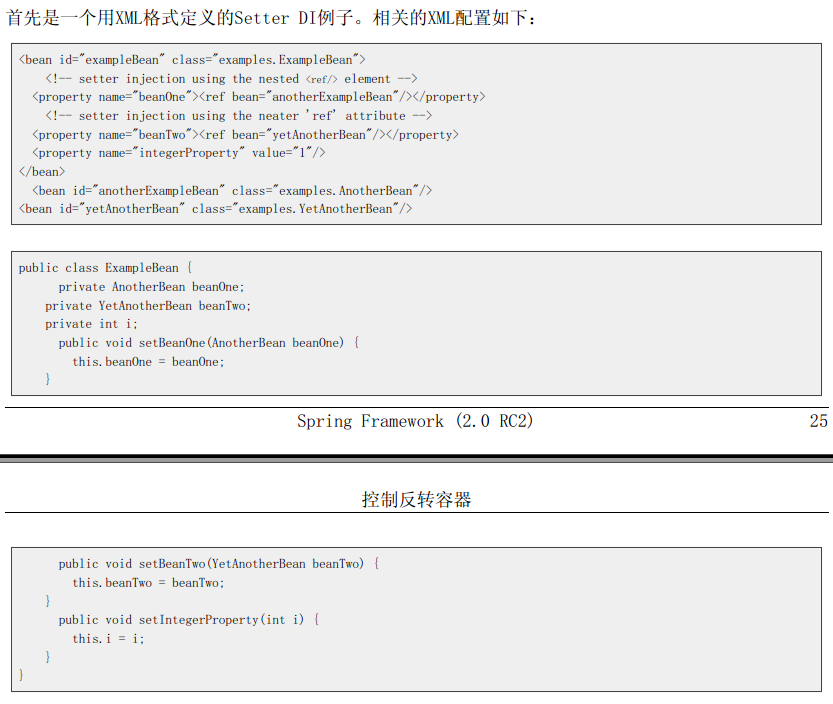 首先是一个用XML格式定义的Setter DI例子。相关的XML配置如下：
<bean id="exampleBean" class="examples.ExampleBean">
<!-- setter injection using the nested <ref/> element -->
<property name="beanOne"><ref bean="anotherExampleBean"/></property>
<!-- setter injection using the neater 'ref' attribute -->
<property name="beanTwo"><ref bean="yetAnotherBean"/></property>
<property name="integerProperty" value="1"/>
</bean>
<bean id="anotherExampleBean" class="examples.AnotherBean"/>
<bean id="yetAnotherBean" class="examples.YetAnotherBean"/>
public class ExampleBean {
private AnotherBean beanOne;
private YetAnotherBean beanTwo;
private int i;
public void setBeanOne(AnotherBean beanOne) {
this.beanOne = beanOne;
}
Spring Framework (2.0 RC2) 25
控制反转容器
public void setBeanTwo(YetAnotherBean beanTwo) {
this.beanTwo = beanTwo;
}
public void setIntegerProperty(int i) {
this.i = i;
}
}